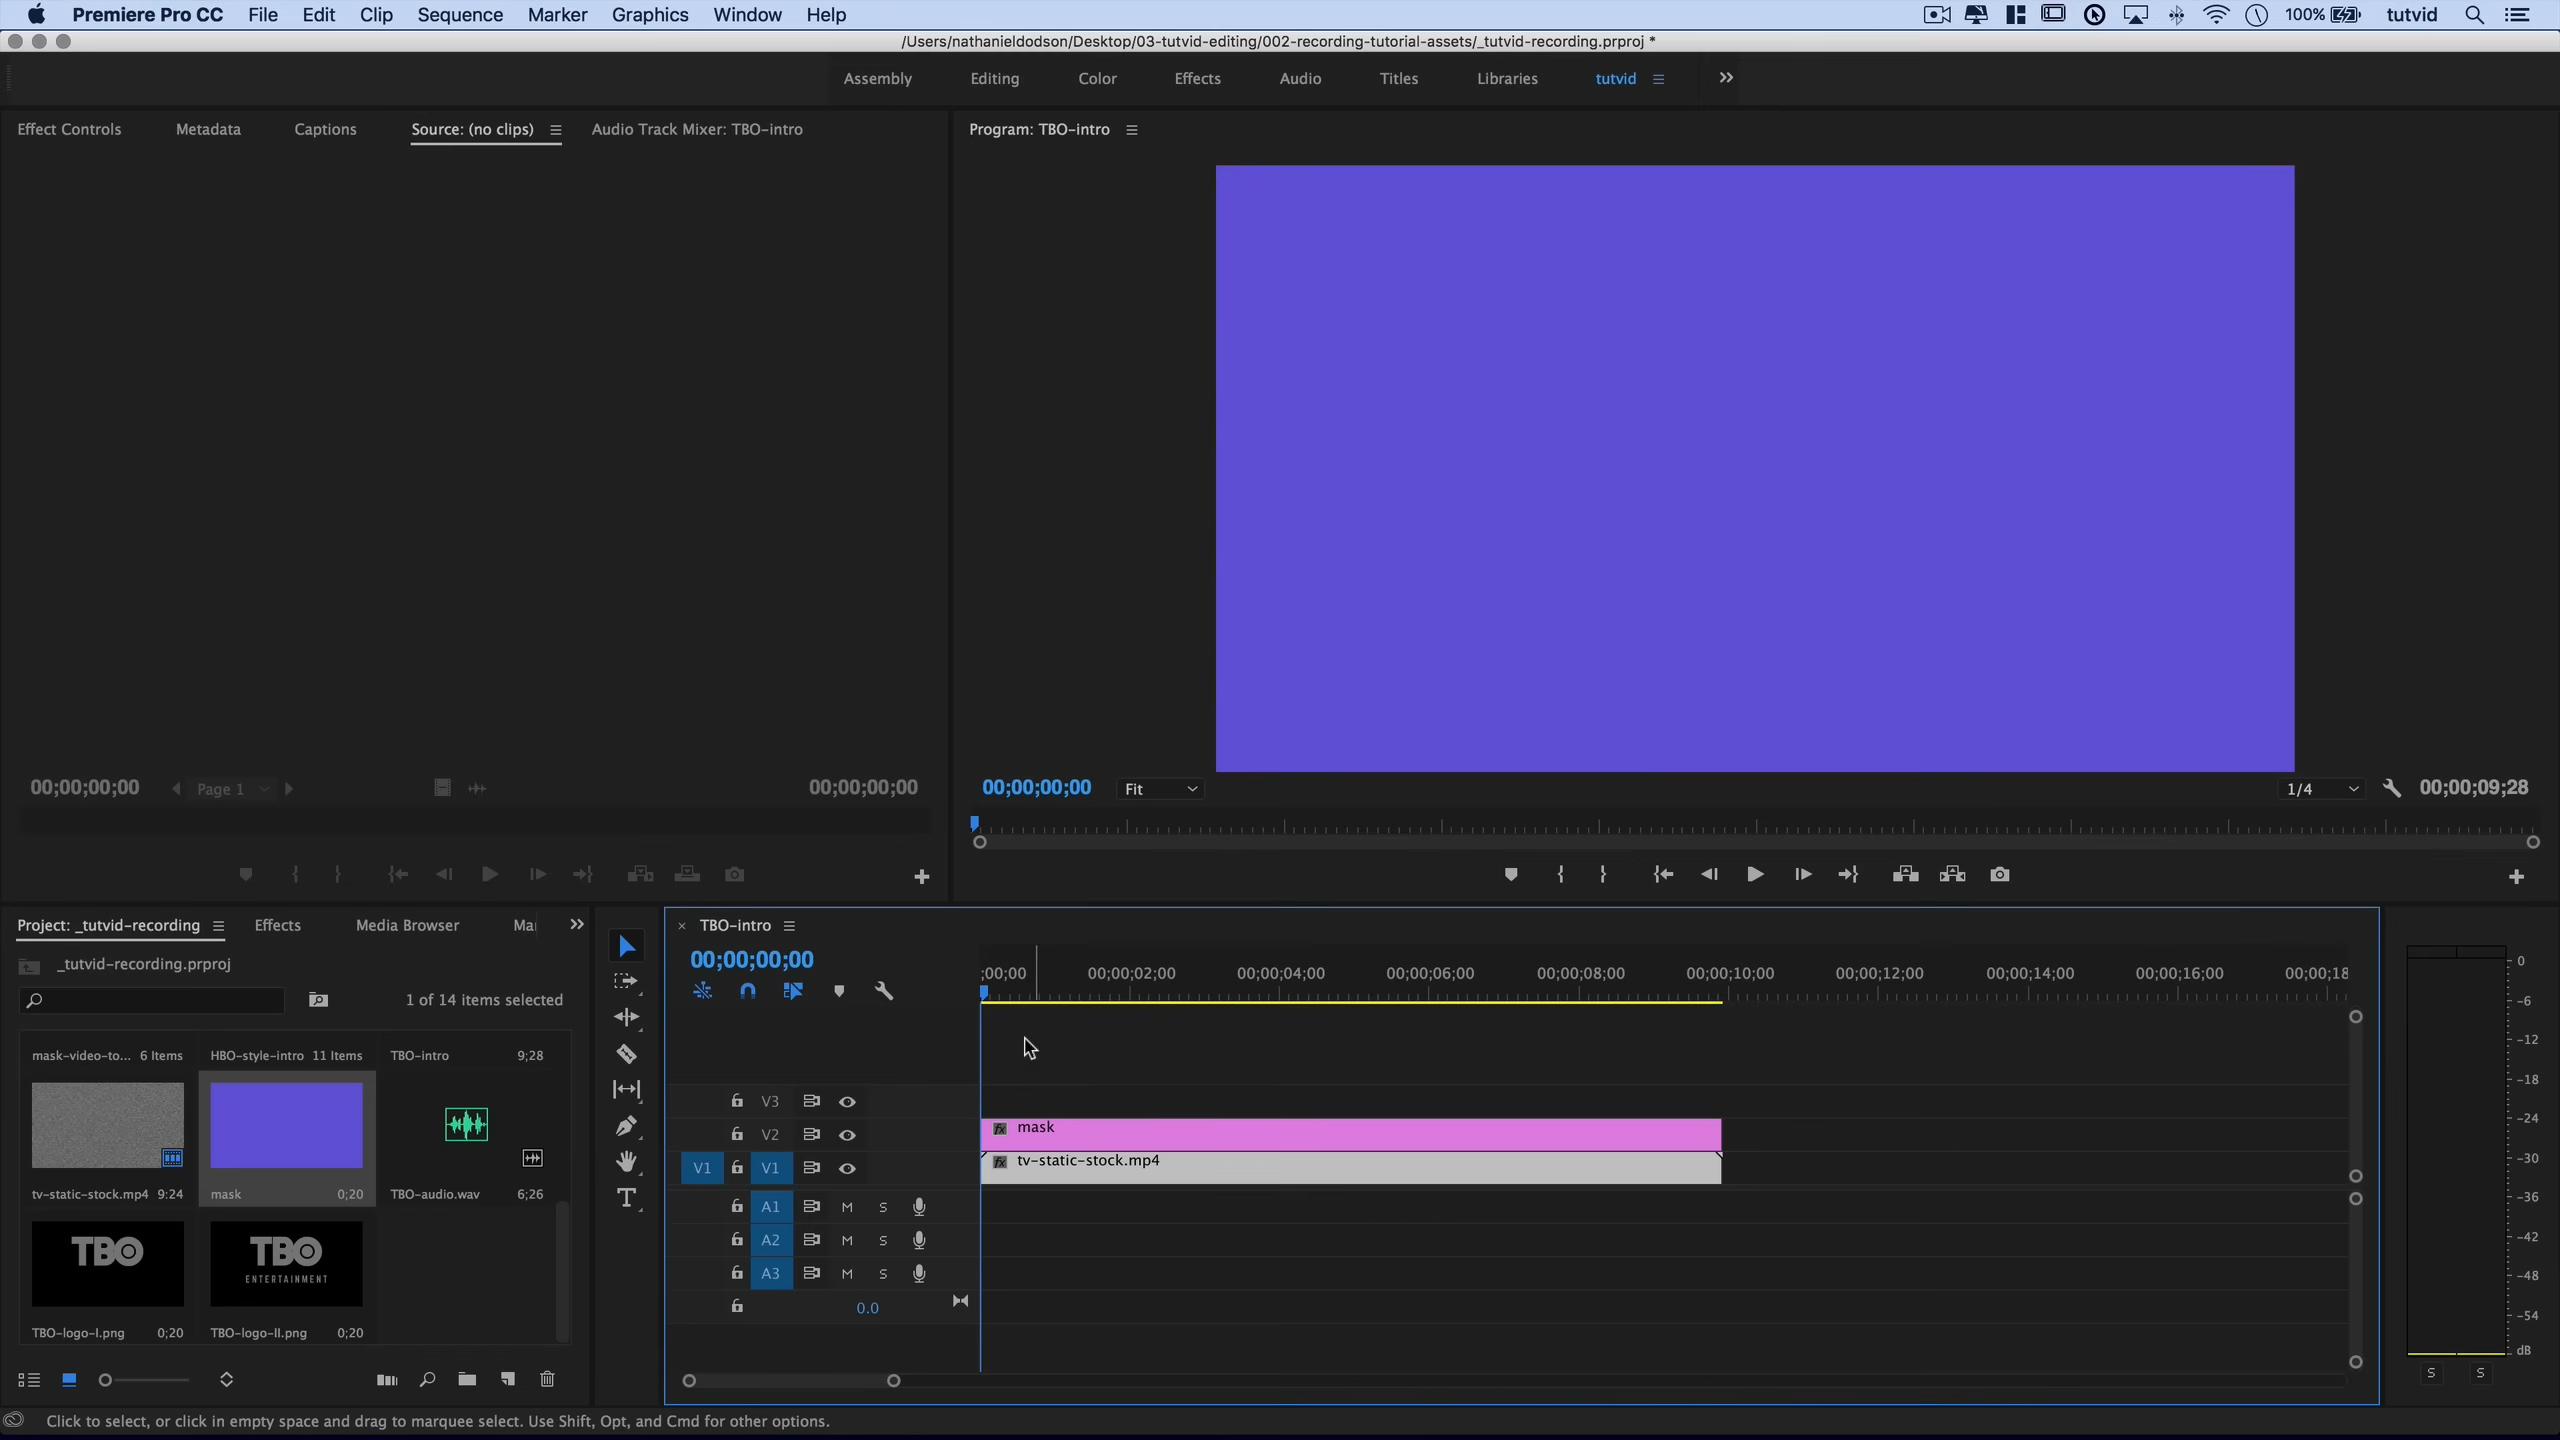 Premiere Pro CC File Edit Clip Sequence Marker Graphics Window Help 100% tutvid
/Users/nathanieldodson/Desktop/03-tutvid-editing/002-recording-tutorial-assets/_tutvid-recording.prproj *
Assembly Editing Color Effects Audio Titles Libraries tutvid
Effect Controls Metadata Captions Source: (no clips) Audio Track Mixer: TBO-intro
Program: TBO-intro
00;00;00;00 Page 1 00;00;00;00
00;00;00;00 Fit 1/4 00;00;09;28
Project: _tutvid-recording Effects Media Browser Mar
_tutvid-recording.prproj
1 of 14 items selected
mask-video-to... 6 Items HBO-style-intro 11 Items TBO-intro 9;28
tv-static-stock.mp4 9:24 mask 0;20 TBO-audio.wav 6;26
TBO
TBO
ENTERTAINMENT
TBO-logo-I.png 0;20 TBO-logo-II.png 0;20
TBO-intro
00;00;00;00
;00;00 00;00;02;00 00;00;04;00 00;00;06;00 00;00;08;00 00;00;10;00 00;00;12;00 00;00;14;00 00;00;16;00 00;00;18
V3
V2 fx mask
V1 V1 fx tv-static-stock.mp4
A1 M S
A2 M S
A3 M S
0.0
0
-6
-12
-18
-24
-30
-36
-42
-48
-54
dB
S S
Click to select, or click in empty space and drag to marquee select. Use Shift, Opt, and Cmd for other options.